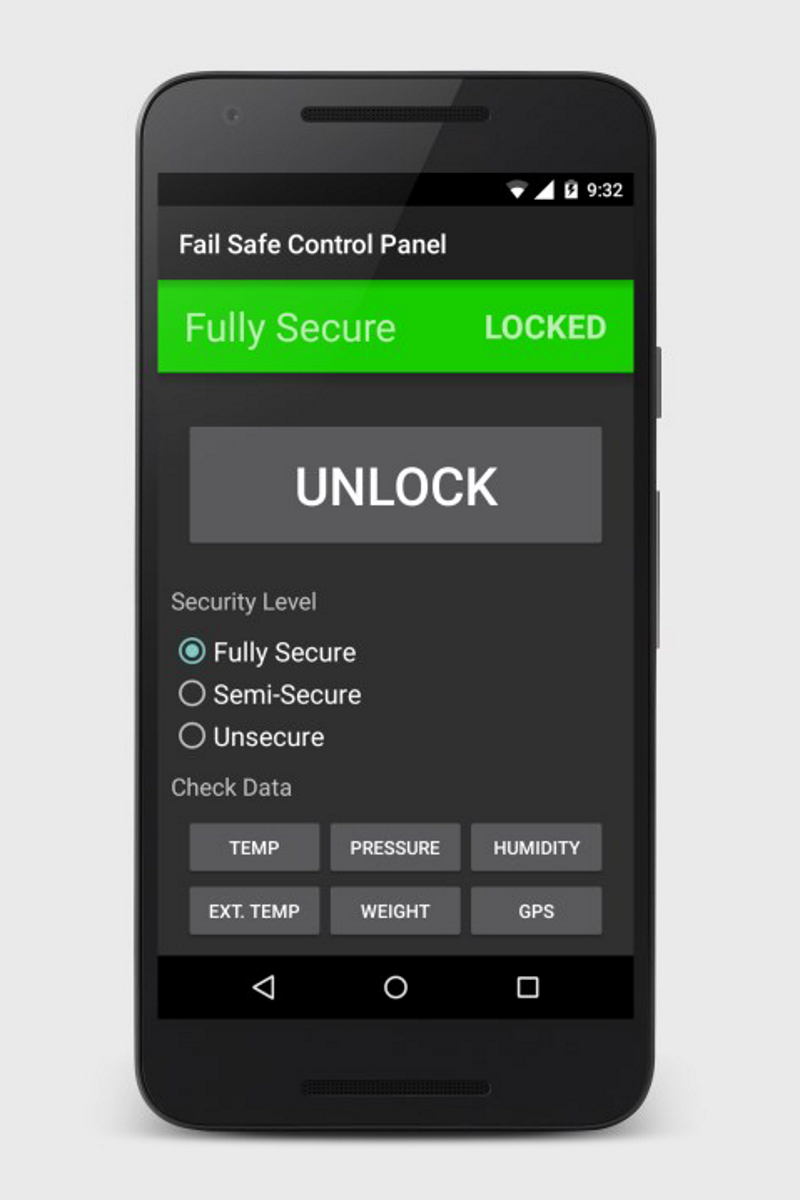 9:32
Fail Safe Control Panel
Fully Secure LOCKED
UNLOCK
Security Level
Fully Secure
Semi-Secure
Unsecure
Check Data
TEMP PRESSURE HUMIDITY
EXT. TEMP WEIGHT GPS